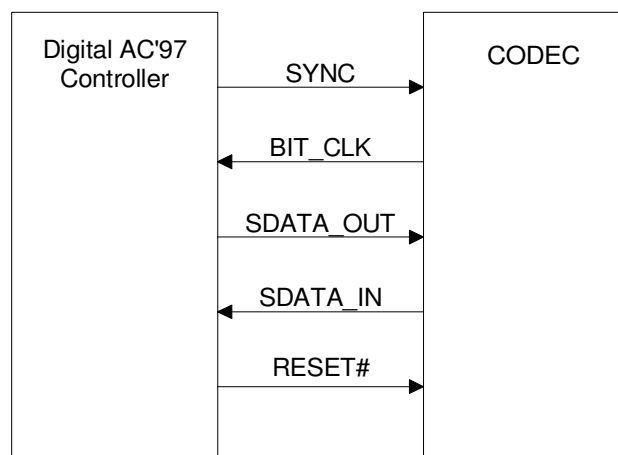 Digital AC'97
Controller
CODEC
SYNC
BIT_CLK
SDATA_OUT
SDATA_IN
RESET#